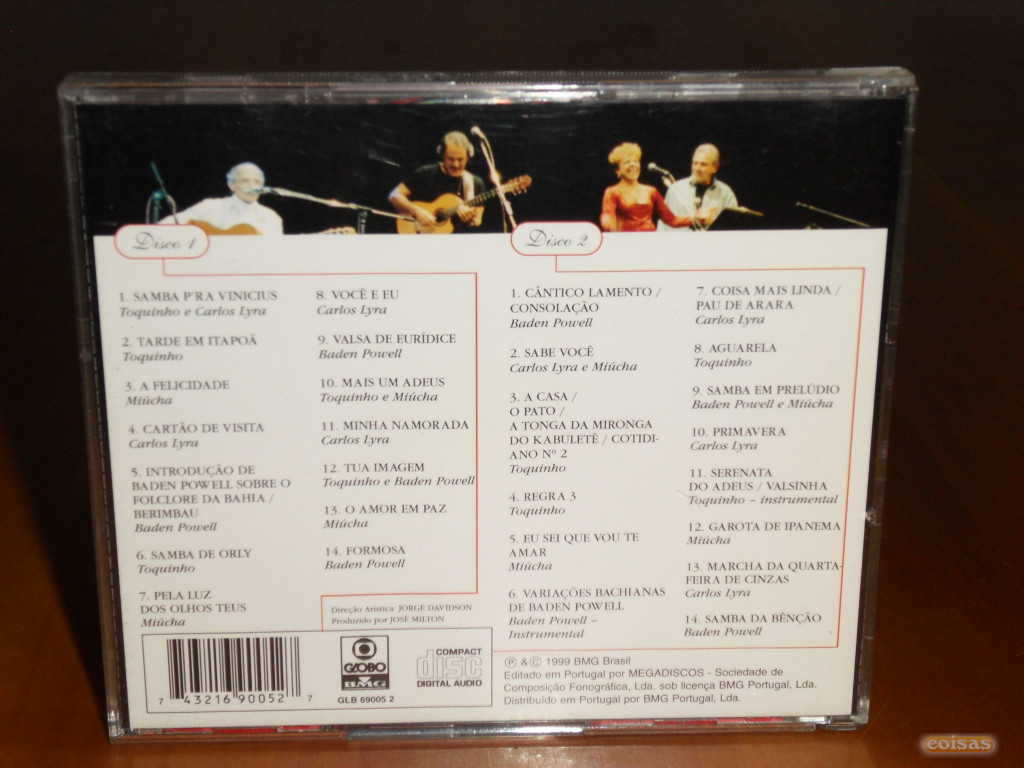 Disco 1
1. SAMBA P'RA VINICIUS
Toquinho e Carlos Lyra
2. TARDE EM ITAPOÃ
Toquinho
3. A FELICIDADE
Miúcha
4. CARTÃO DE VISITA
Carlos Lyra
5. INTRODUÇÃO DE
BADEN POWELL SOBRE O
FOLCLORE DA BAHIA /
BERIMBAU
Baden Powell
6. SAMBA DE ORLY
Toquinho
7. PELA LUZ
DOS OLHOS TEUS
Miúcha
8. VOCÊ E EU
Carlos Lyra
9. VALSA DE EURÍDICE
Baden Powell
10. MAIS UM ADEUS
Toquinho e Miúcha
11. MINHA NAMORADA
Carlos Lyra
12. TUA IMAGEM
Toquinho e Baden Powell
13. O AMOR EM PAZ
Miúcha
14. FORMOSA
Baden Powell
Direção Arística: JORGE DAVIDSON
Produzido por JOSÉ MILTON
Disco 2
1. CÂNTICO LAMENTO /
CONSOLAÇÃO
Baden Powell
2. SABE VOCÊ
Carlos Lyra e Miúcha
3. A CASA /
O PATO /
A TONGA DA MIRONGA
DO KABULETÊ / COTIDI-
ANO Nº 2
Toquinho
4. REGRA 3
Toquinho
5. EU SEI QUE VOU TE
AMAR
Miúcha
6. VARIAÇÕES BACHIANAS
DE BADEN POWELL
Baden Powell –
Instrumental
7. COISA MAIS LINDA /
PAU DE ARARA
Carlos Lyra
8. AGUARELA
Toquinho
9. SAMBA EM PRELÚDIO
Baden Powell e Miúcha
10. PRIMAVERA
Carlos Lyra
11. SERENATA
DO ADEUS / VALSINHA
Toquinho – instrumental
12. GAROTA DE IPANEMA
Miúcha
13. MARCHA DA QUARTA-
FEIRA DE CINZAS
Carlos Lyra
14. SAMBA DA BÊNÇÃO
Baden Powell
7 43216 90052 7
GLOBO
BMG
GLB 69005 2
COMPACT
disc
DIGITAL AUDIO
℗ & © 1999 BMG Brasil
Editado em Portugal por MEGADISCOS - Sociedade de
Composição Fonográfica, Lda. sob licença BMG Portugal, Lda.
Distribuído em Portugal por BMG Portugal, Lda.
coisas